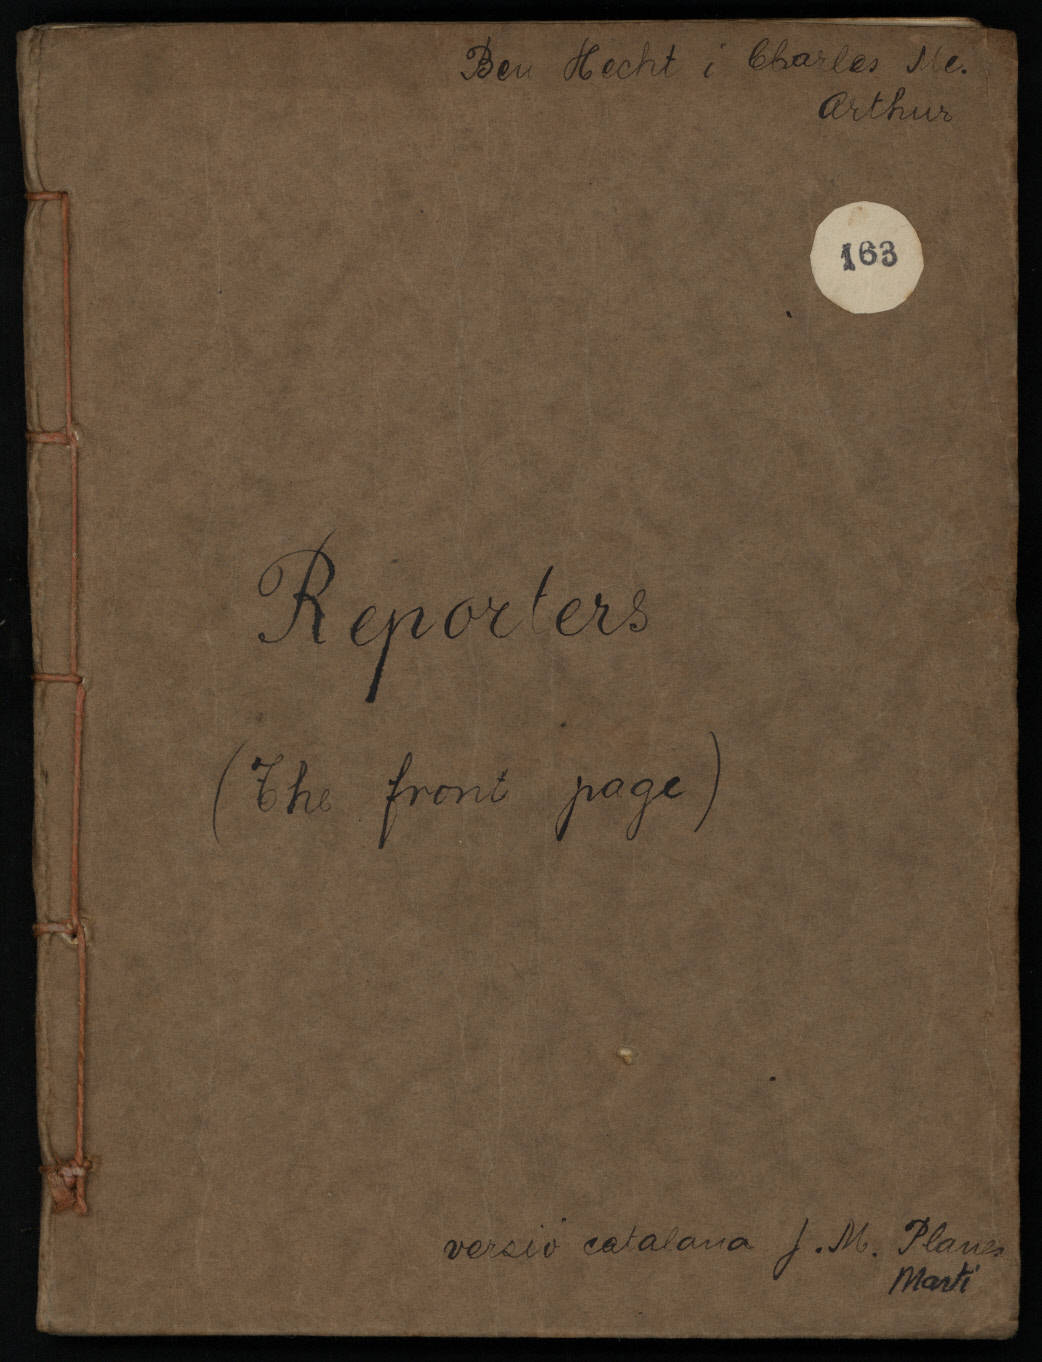 Ben Hecht i Charles Mc.
Arthur
163
Reporters
(The front page)
versió catalana J. M. Planes
Martí